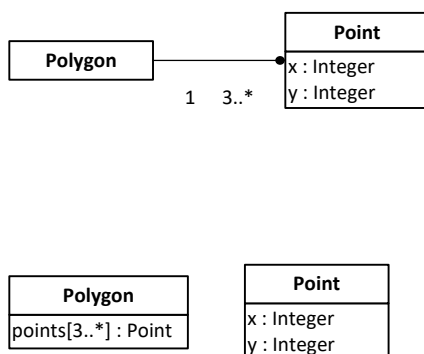 Point
Polygon
x : Integer
y : Integer
1 3..*
Polygon
points[3..*] : Point
Point
x : Integer
y : Integer